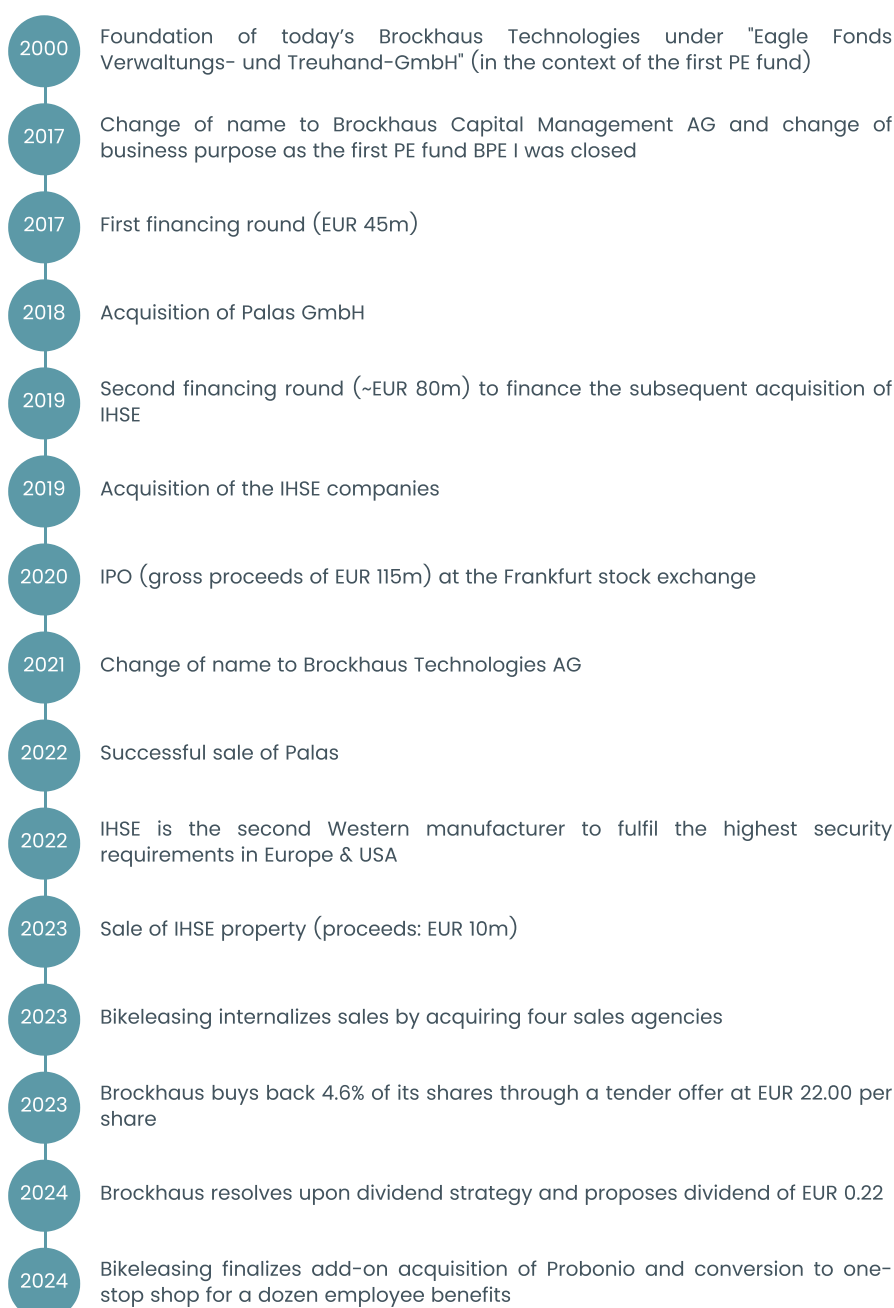 2000
Foundation of today's Brockhaus Technologies under "Eagle Fonds
Verwaltungs- und Treuhand-GmbH" (in the context of the first PE fund)
2017
Change of name to Brockhaus Capital Management AG and change of
business purpose as the first PE fund BPE I was closed
2017
First financing round (EUR 45m)
2018
Acquisition of Palas GmbH
2019
Second financing round (~EUR 80m) to finance the subsequent acquisition of
IHSE
2019
Acquisition of the IHSE companies
2020
IPO (gross proceeds of EUR 115m) at the Frankfurt stock exchange
2021
Change of name to Brockhaus Technologies AG
2022
Successful sale of Palas
2022
IHSE is the second Western manufacturer to fulfil the highest security
requirements in Europe & USA
2023
Sale of IHSE property (proceeds: EUR 10m)
2023
Bikeleasing internalizes sales by acquiring four sales agencies
2023
Brockhaus buys back 4.6% of its shares through a tender offer at EUR 22.00 per
share
2024
Brockhaus resolves upon dividend strategy and proposes dividend of EUR 0.22
2024
Bikeleasing finalizes add-on acquisition of Probonio and conversion to one-
stop shop for a dozen employee benefits